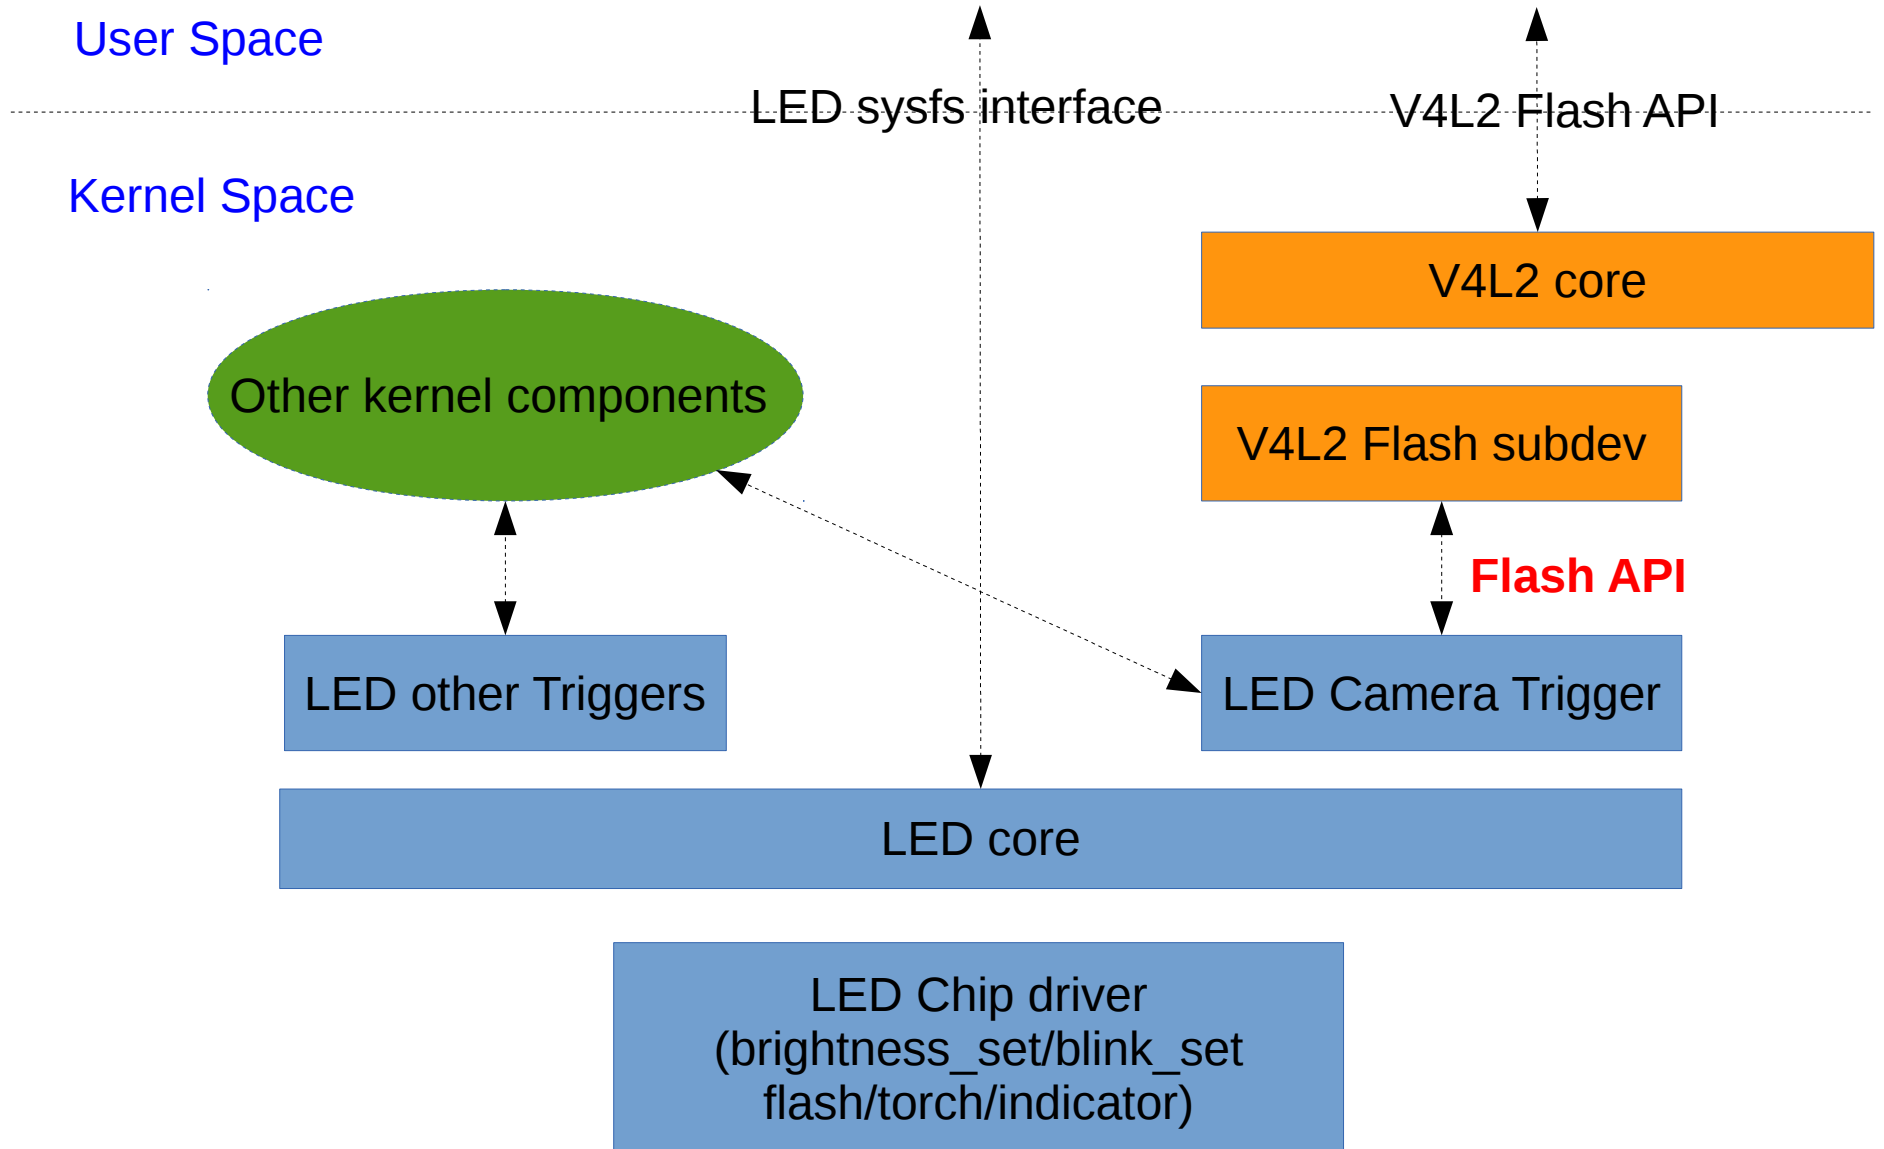 User Space
LED sysfs interface
V4L2 Flash API
Kernel Space
V4L2 core
Other kernel components
V4L2 Flash subdev
Flash API
LED other Triggers
LED Camera Trigger
LED core
LED Chip driver
(brightness_set/blink_set
flash/torch/indicator)